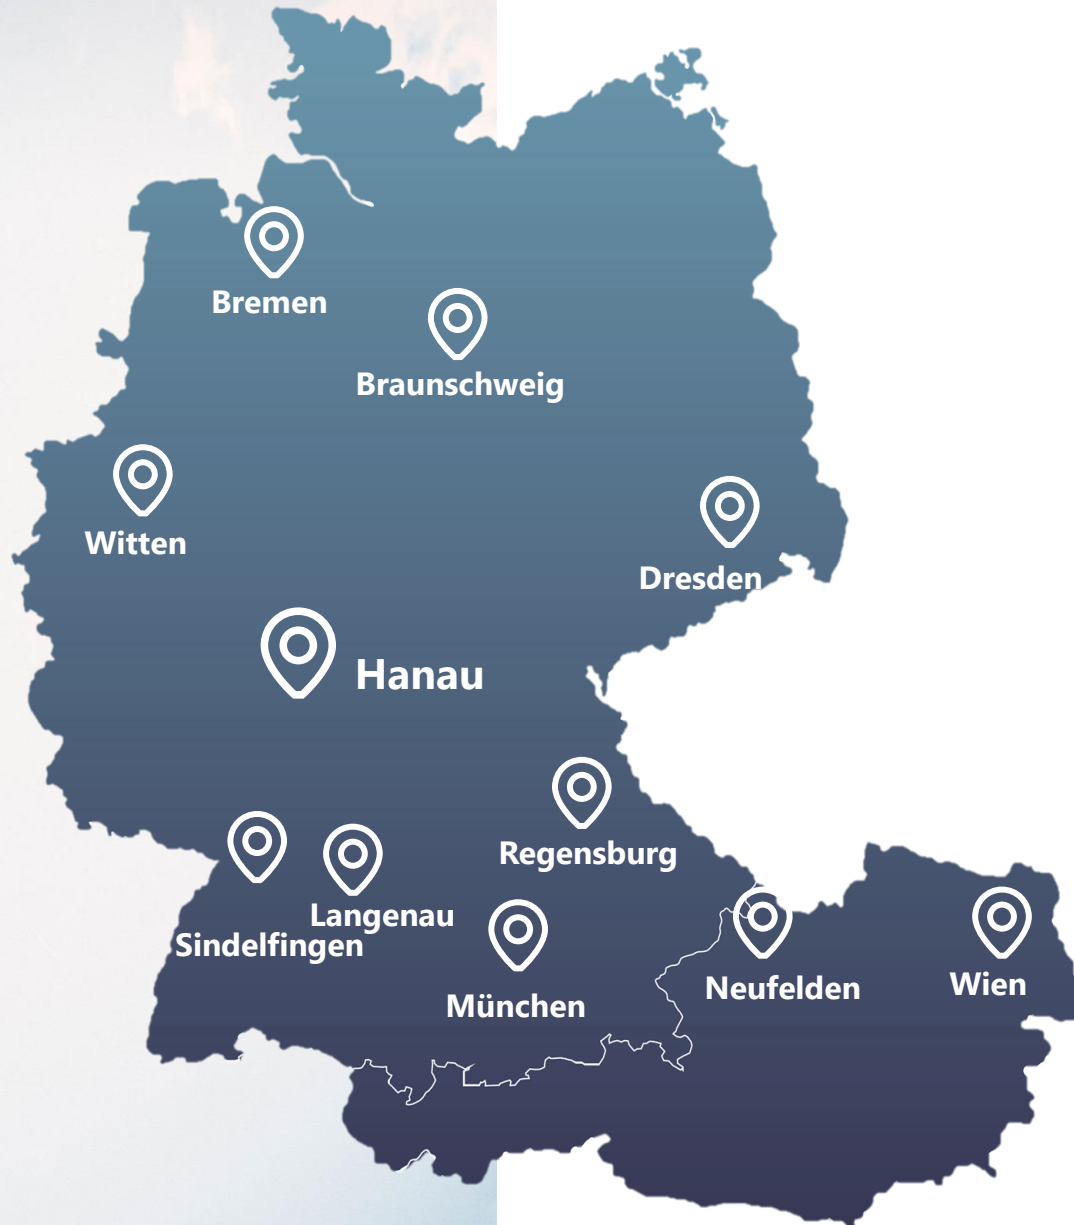 Bremen
Braunschweig
Witten
Dresden
Hanau
Regensburg
Langenau
Sindelfingen
München
Neufelden
Wien